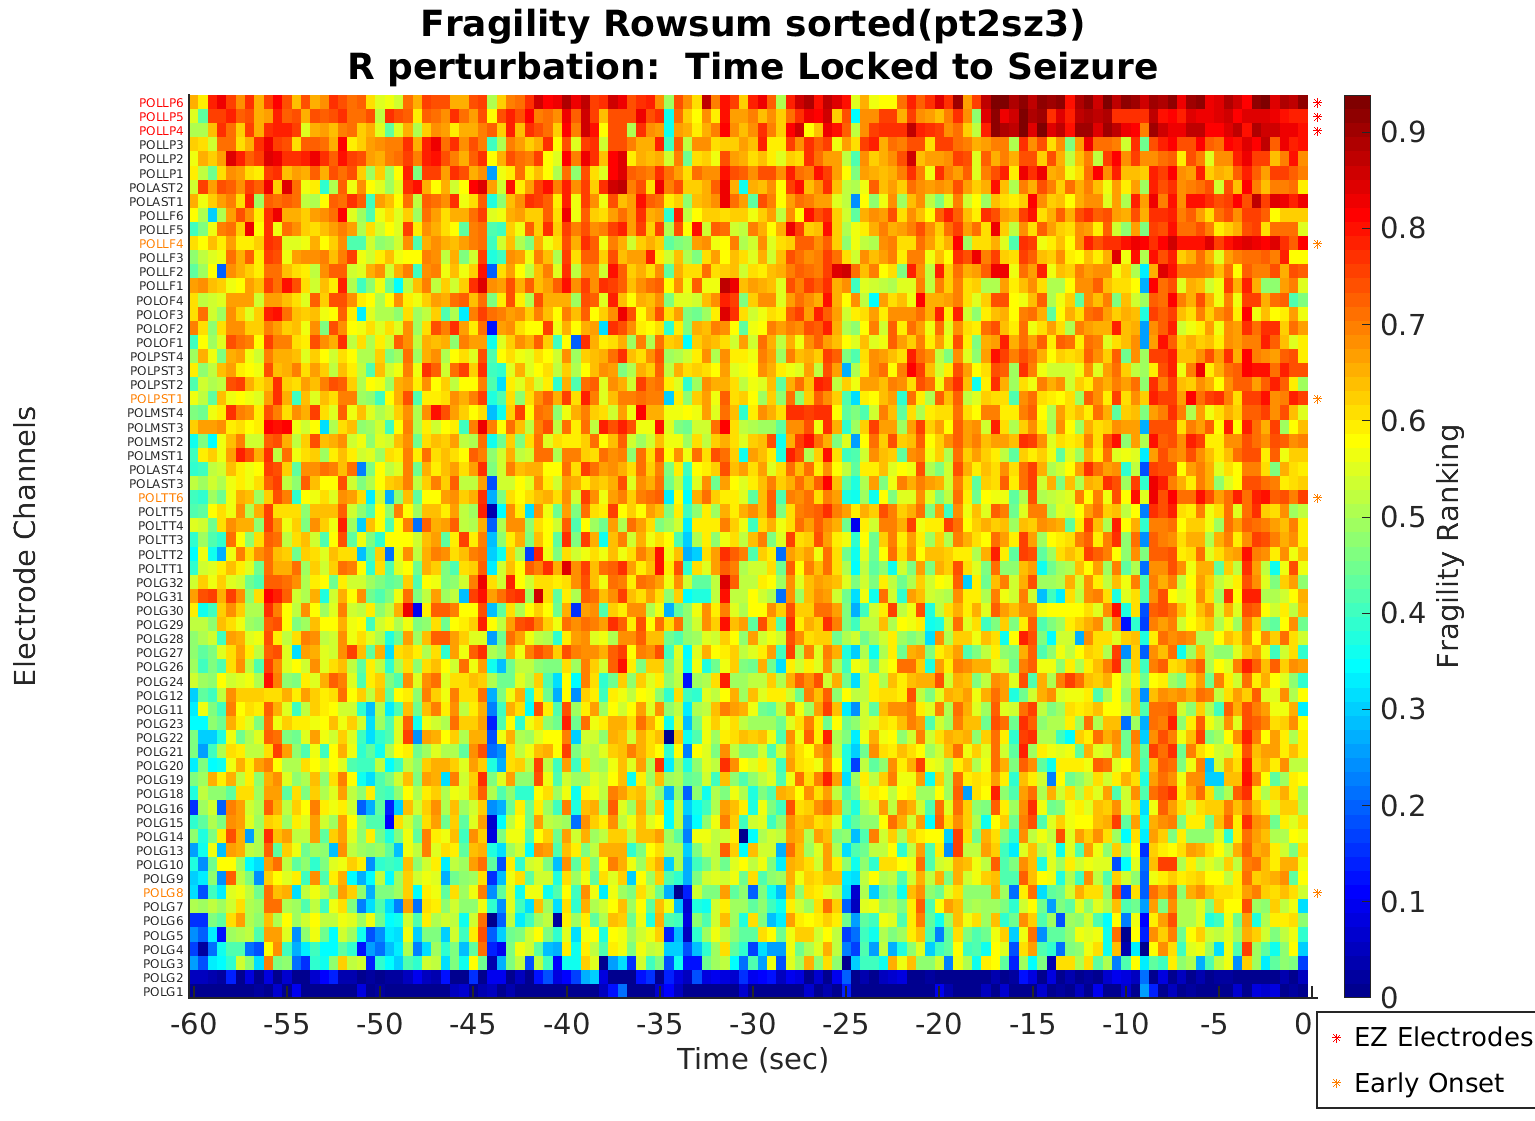 Fragility Rowsum sorted(pt2sz3)
R perturbation: Time Locked to Seizure
Electrode Channels
POLLP6
POLLP5
POLLP4
POLLP3
POLLP2
POLLP1
POLAST2
POLAST1
POLLF6
POLLF5
POLLF4
POLLF3
POLLF2
POLLF1
POLOF4
POLOF3
POLOF2
POLOF1
POLPST4
POLPST3
POLPST2
POLPST1
POLMST4
POLMST3
POLMST2
POLMST1
POLAST4
POLAST3
POLTT6
POLTT5
POLTT4
POLTT3
POLTT2
POLTT1
POLG32
POLG31
POLG30
POLG29
POLG28
POLG27
POLG26
POLG24
POLG12
POLG11
POLG23
POLG22
POLG21
POLG20
POLG19
POLG18
POLG16
POLG15
POLG14
POLG13
POLG10
POLG9
POLG8
POLG7
POLG6
POLG5
POLG4
POLG3
POLG2
POLG1
-60 -55 -50 -45 -40 -35 -30 -25 -20 -15 -10 -5 0
Time (sec)
0.9
0.8
0.7
0.6
0.5
0.4
0.3
0.2
0.1
0
Fragility Ranking
EZ Electrodes
Early Onset